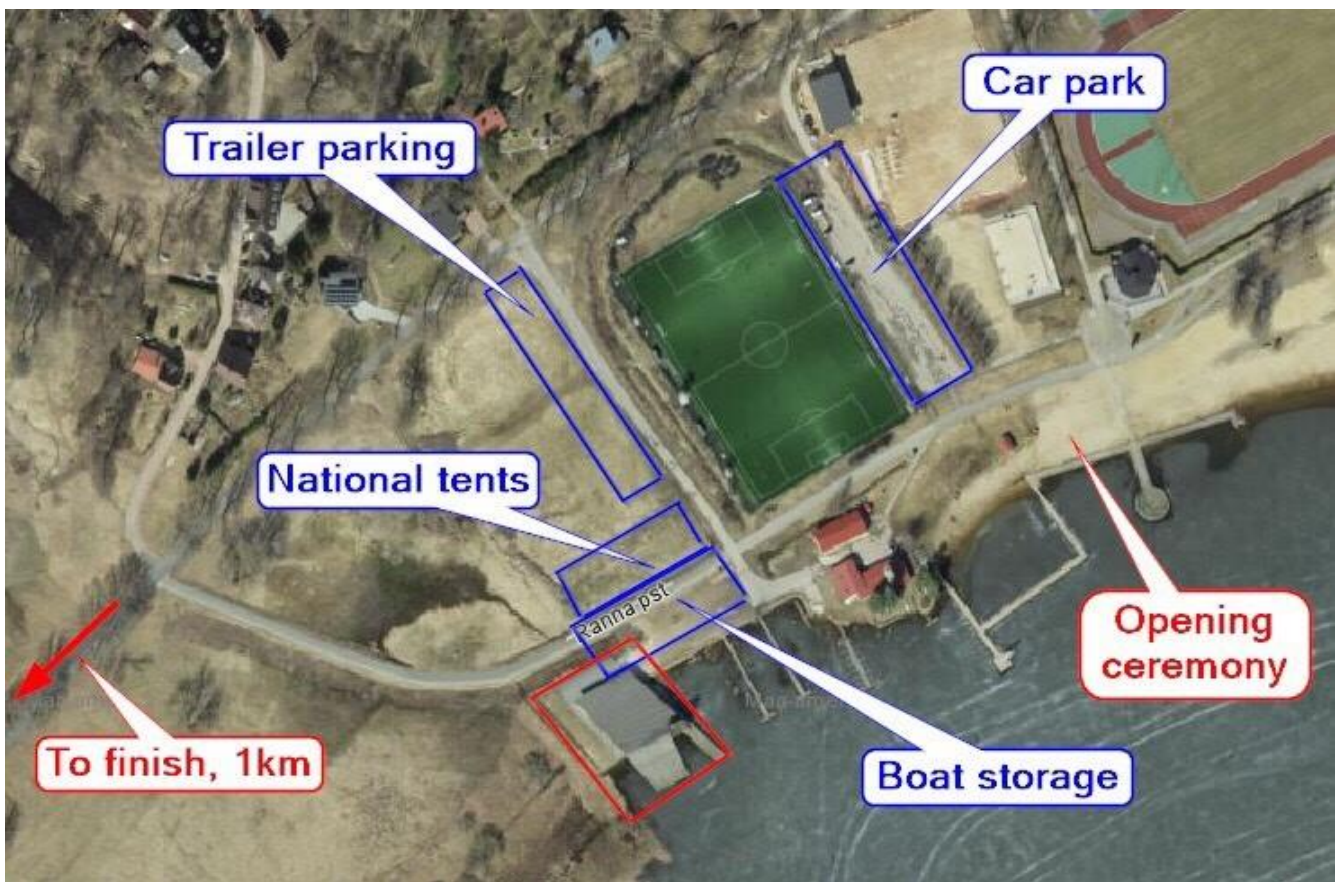 Car park
Trailer parking
National tents
Ranna pst
Opening
ceremony
To finish, 1km
Boat storage